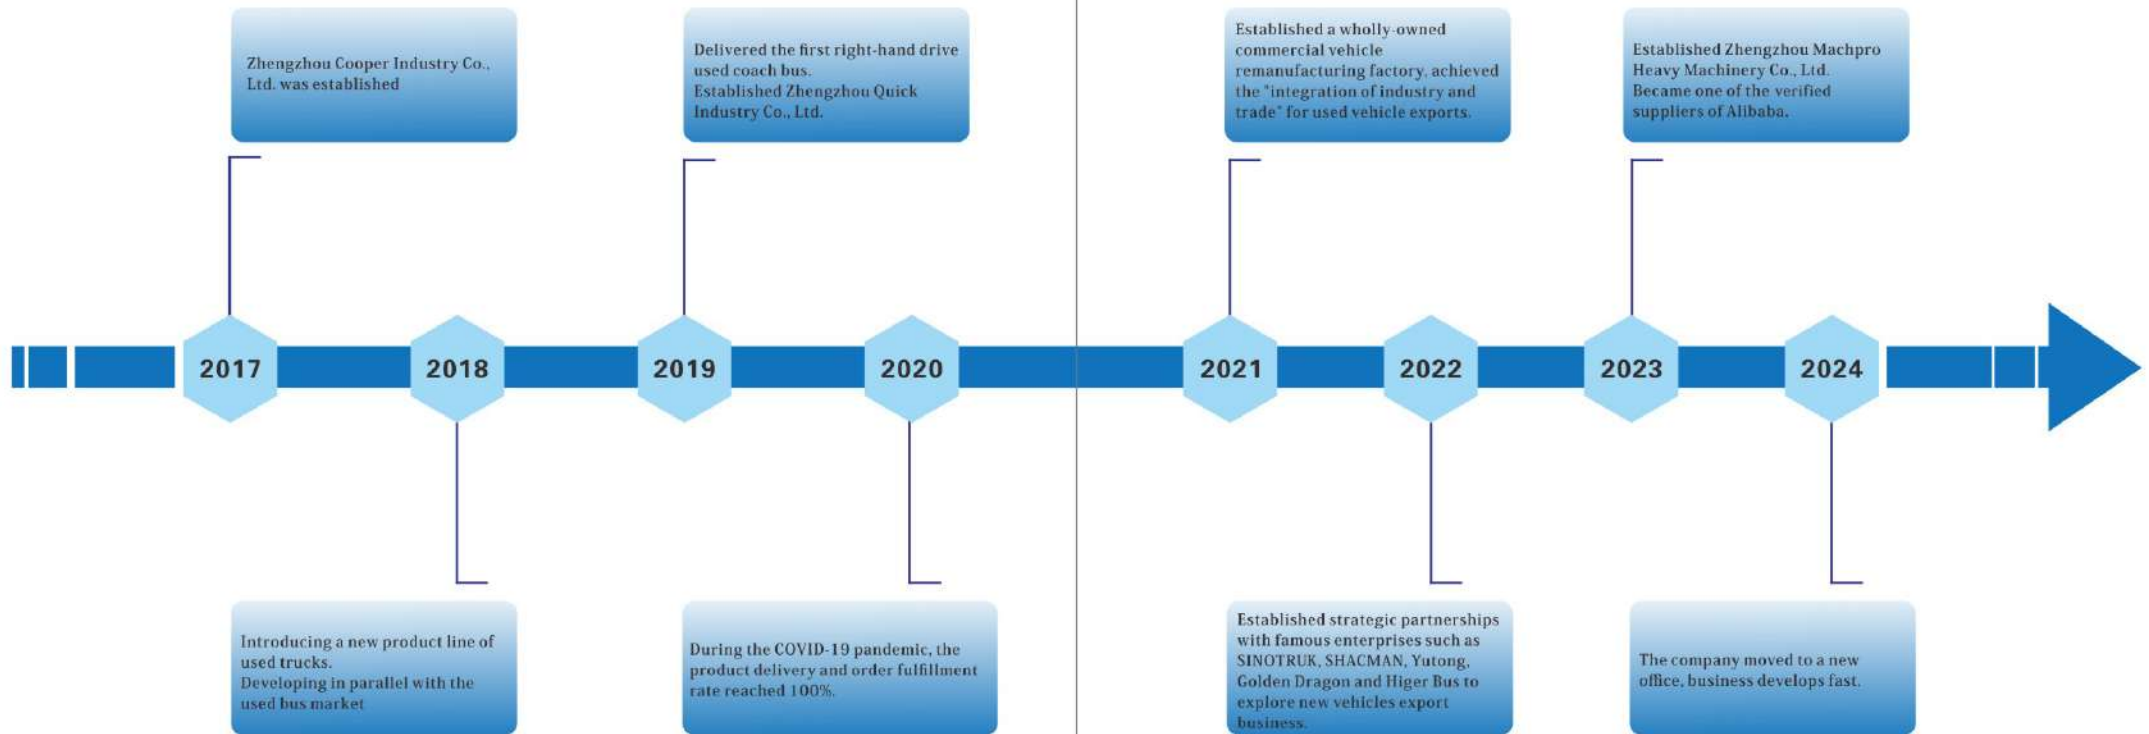 Zhengzhou Cooper Industry Co.,
Ltd. was established
Delivered the first right-hand drive
used coach bus.
Established Zhengzhou Quick
Industry Co., Ltd.
Established a wholly-owned
commercial vehicle
remanufacturing factory, achieved
the "integration of industry and
trade" for used vehicle exports.
Established Zhengzhou Machpro
Heavy Machinery Co., Ltd.
Became one of the verified
suppliers of Alibaba.
2017
2018
2019
2020
2021
2022
2023
2024
Introducing a new product line of
used trucks.
Developing in parallel with the
used bus market
During the COVID-19 pandemic, the
product delivery and order fulfillment
rate reached 100%.
Established strategic partnerships
with famous enterprises such as
SINOTRUK, SHACMAN, Yutong,
Golden Dragon and Higer Bus to
explore new vehicles export
business.
The company moved to a new
office, business develops fast.